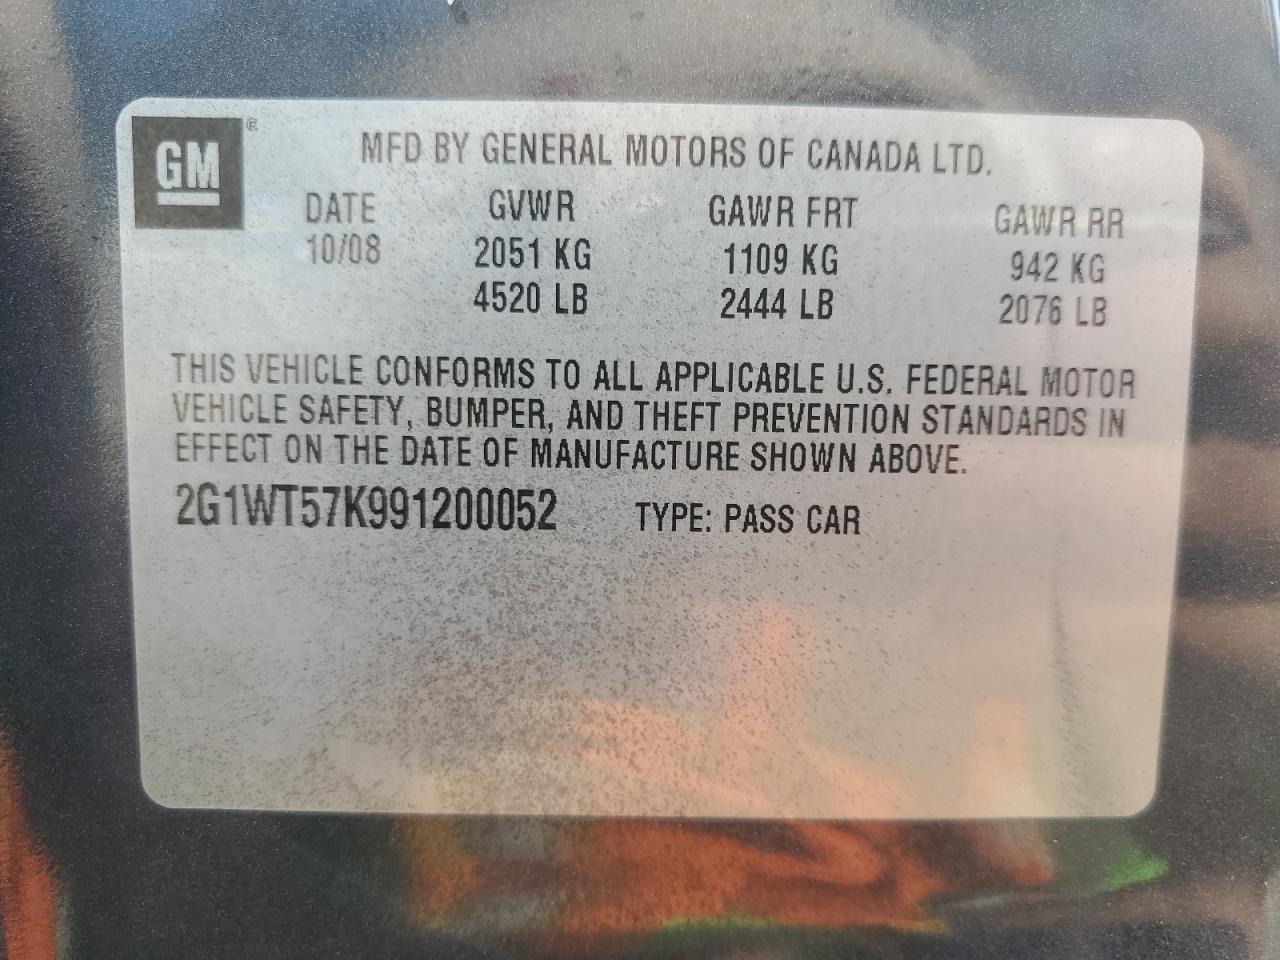 GM ®
MFD BY GENERAL MOTORS OF CANADA LTD.
DATE GVWR GAWR FRT GAWR RR
10/08 2051 KG 1109 KG 942 KG
4520 LB 2444 LB 2076 LB
THIS VEHICLE CONFORMS TO ALL APPLICABLE U.S. FEDERAL MOTOR
VEHICLE SAFETY, BUMPER, AND THEFT PREVENTION STANDARDS IN
EFFECT ON THE DATE OF MANUFACTURE SHOWN ABOVE.
2G1WT57K991200052 TYPE: PASS CAR